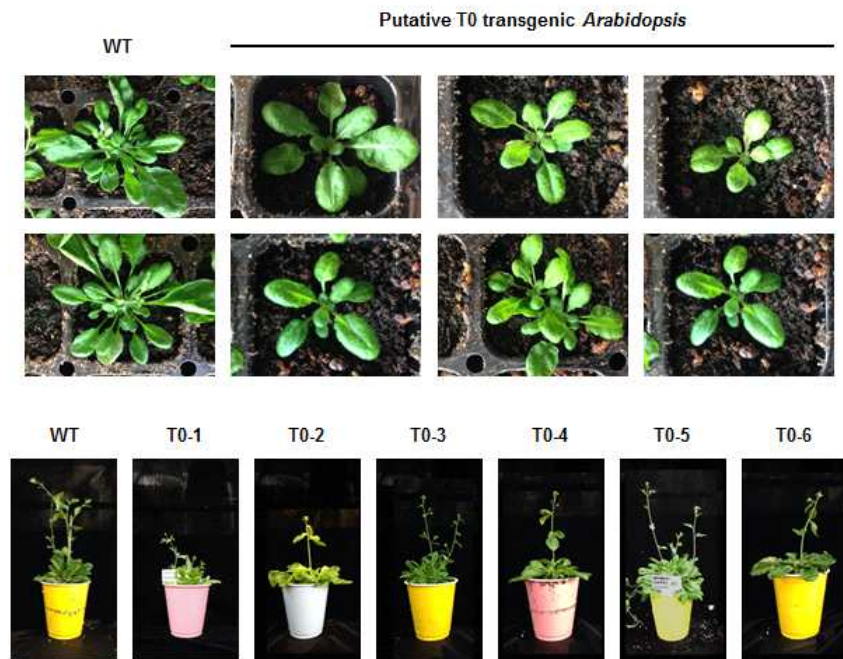 Putative T0 transgenic Arabidopsis
WT
WT
T0-1
T0-2
T0-3
T0-4
T0-5
T0-6